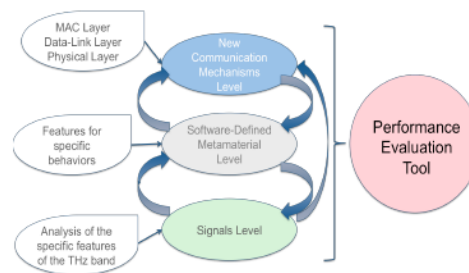 MAC Layer
Data-Link Layer
Physical Layer
New
Communication
Mechanisms Level
Features for
specific
behaviors
Software-Defined
Metamaterial
Level
Performance
Evaluation
Tool
Analysis of the
specific features
of the THz band
Signals Level